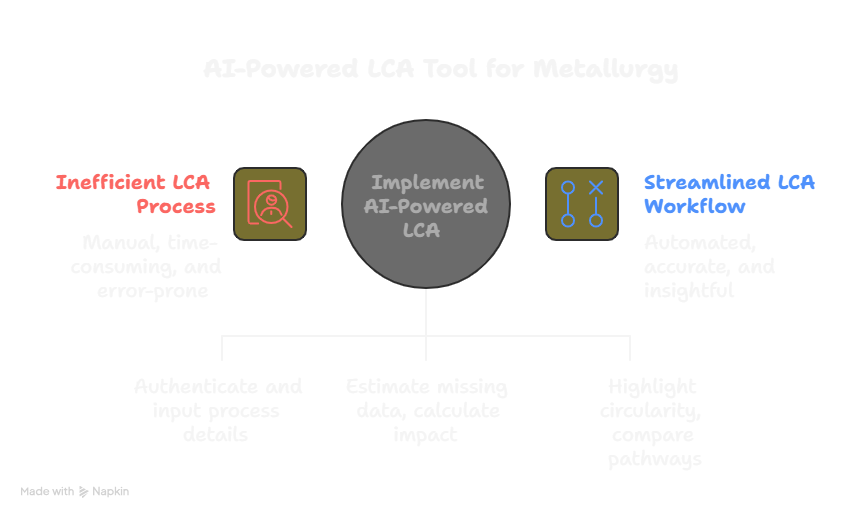 AI-Powered LCA Tool for Metallurgy
Inefficient LCA
Process
Manual, time-
consuming, and
error-prone
Implement
AI-Powered
LCA
Streamlined LCA
Workflow
Automated,
accurate, and
insightful
Authenticate and
input process
details
Estimate missing
data, calculate
impact
Highlight
circularity,
compare
pathways
Made with Napkin